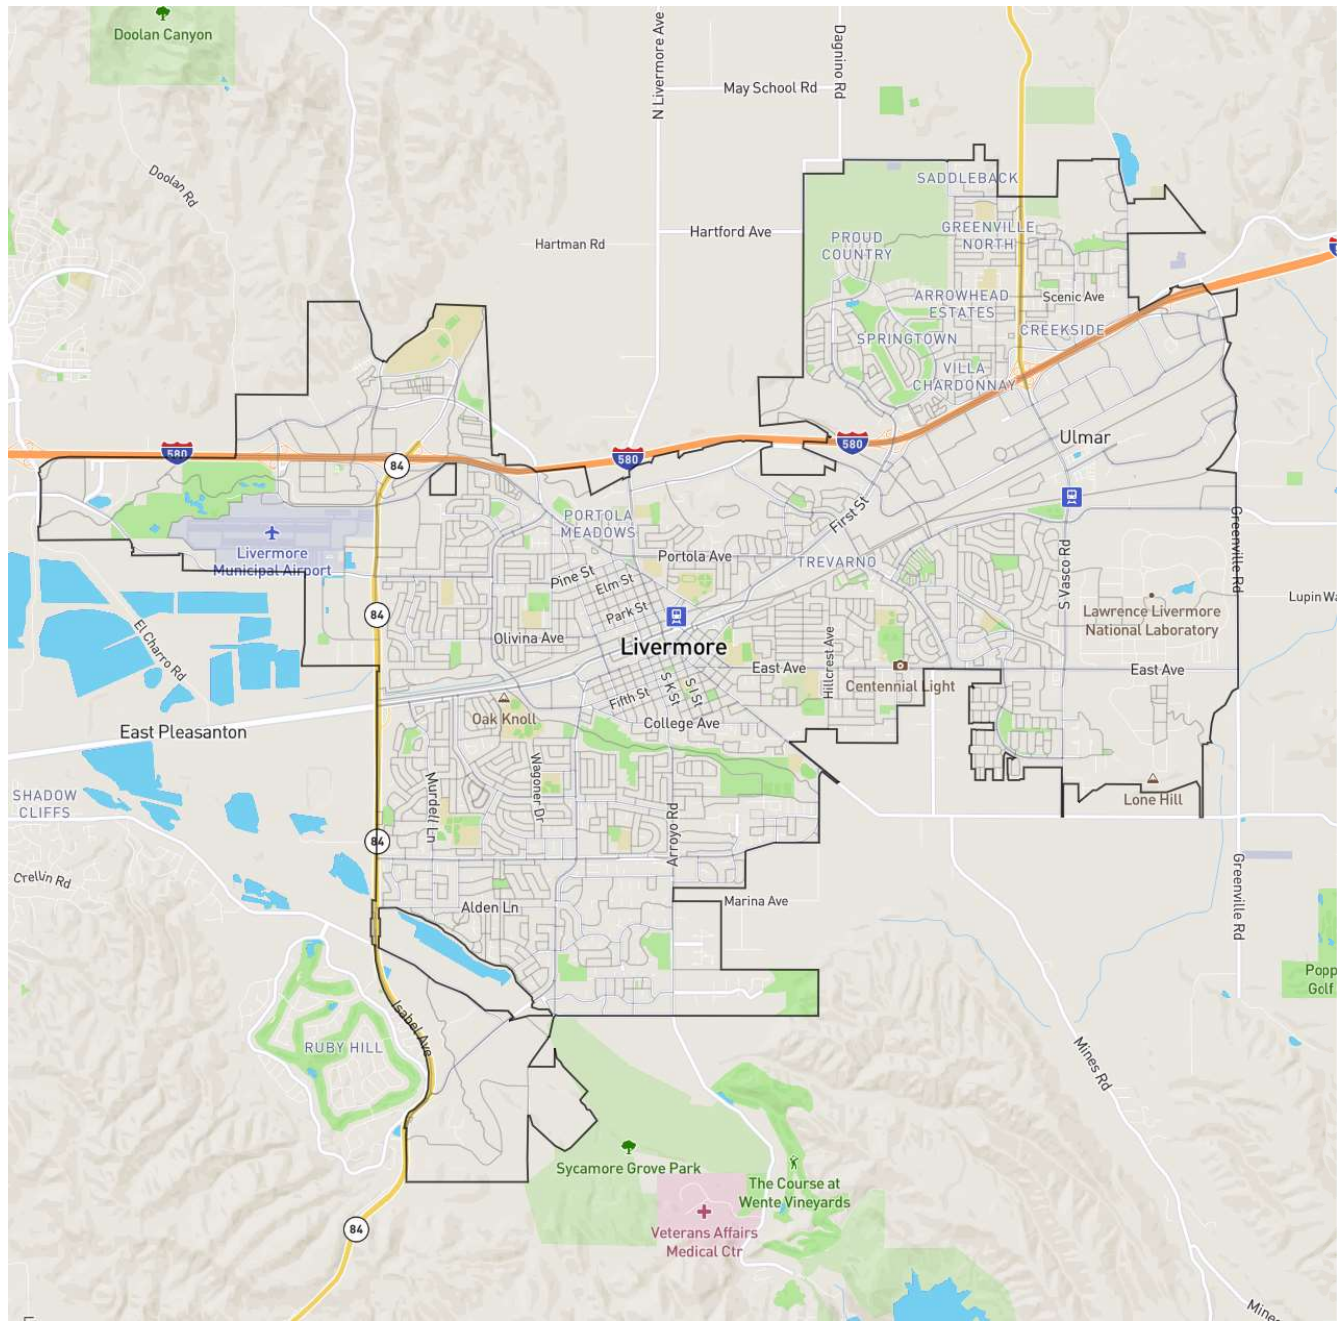 Doolan Canyon
N Livermore Ave
Dagnino Rd
May School Rd
Doolan Rd
SADDLEBACK
Hartford Ave
Hartman Rd
PROUD
COUNTRY
GREENVILLE
NORTH
ARROWHEAD
ESTATES
Scenic Ave
CREEKSIDE
SPRINGTOWN
VILLA
CHARDONNAY
580
580
580
84
Ulmar
First St
PORTOLA
MEADOWS
Livermore
Municipal Airport
Portola Ave
TREVARNO
Pine St
Elm St
Park St
S Vasco Rd
Greenville Rd
Lawrence Livermore
National Laboratory
Lupin Wa
84
El Charro Rd
Olivina Ave
Livermore
East Ave
Hillcrest Ave
Centennial Light
East Ave
Fifth St
S K St
S I St
Oak Knoll
College Ave
East Pleasanton
SHADOW
CLIFFS
Murdell Ln
Wagoner Dr
Arroyo Rd
Lone Hill
84
Crellin Rd
Greenville Rd
Alden Ln
Marina Ave
Popp
Golf
Isabel Ave
RUBY HILL
Mines Rd
Sycamore Grove Park
The Course at
Wente Vineyards
Veterans Affairs
Medical Ctr
84
Mines